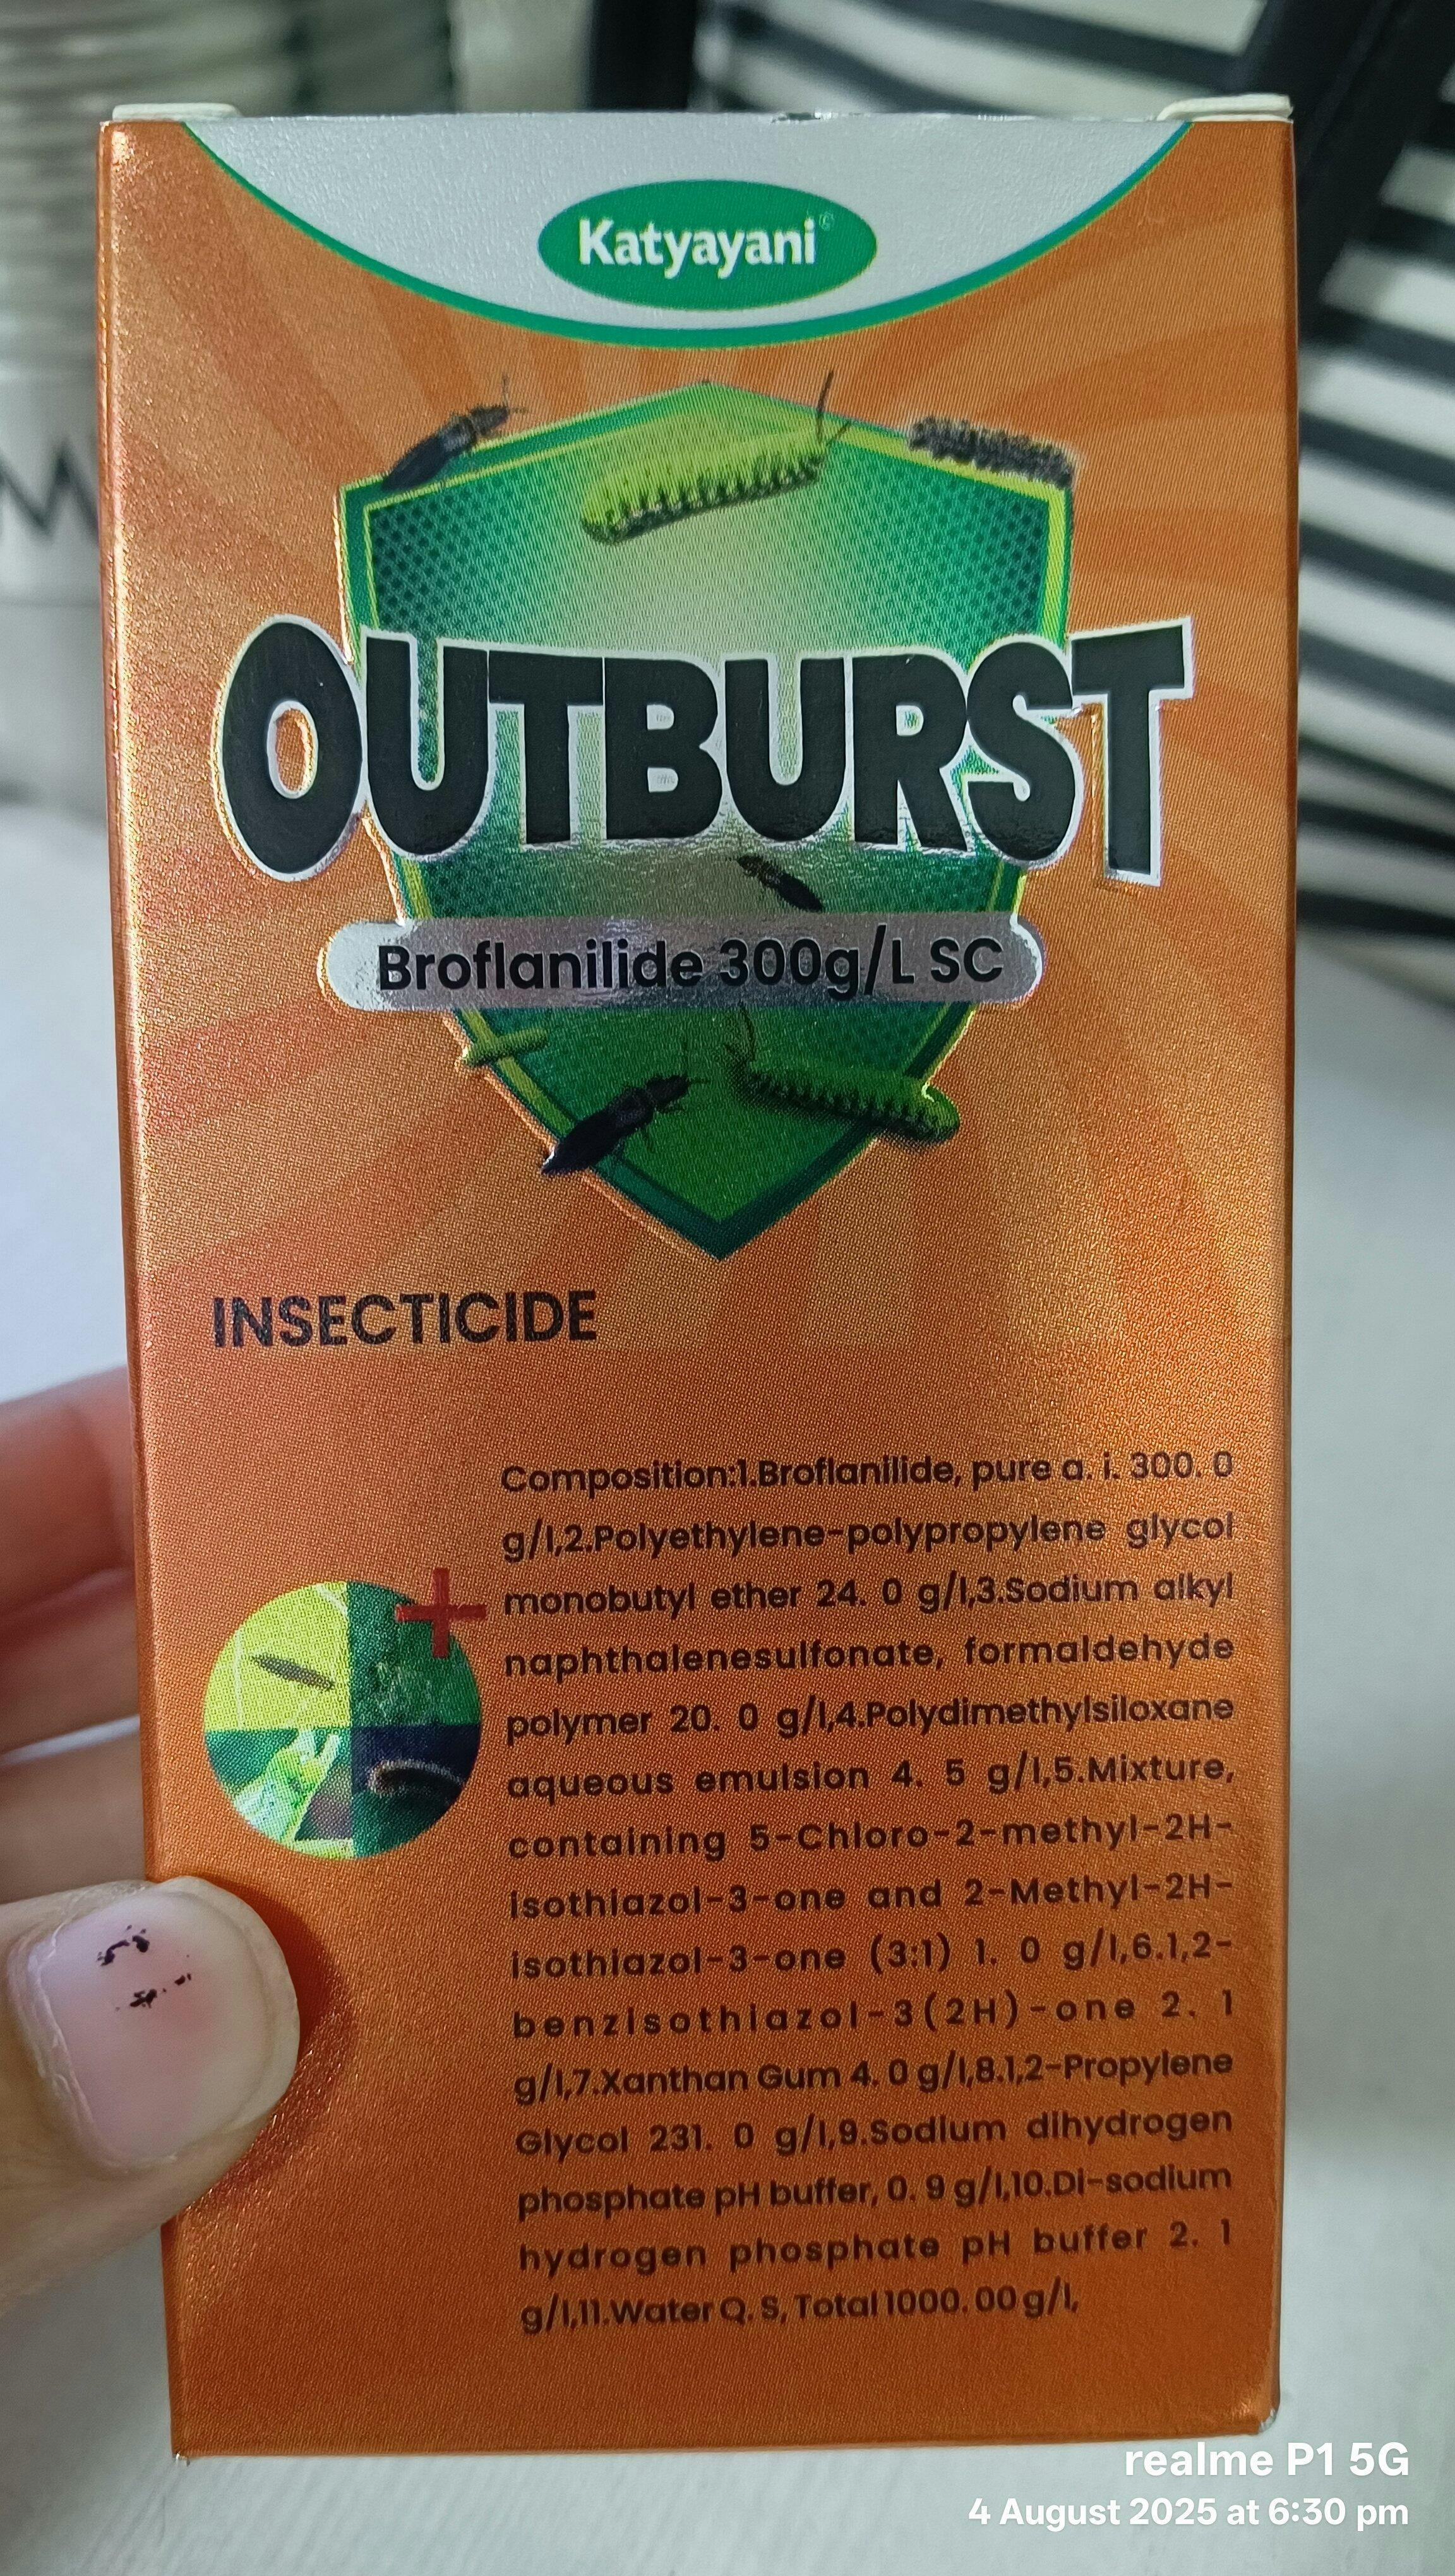 Katyayani
OUTBURST
Broflanilide 300g/L SC
INSECTICIDE
Composition:1.Broflanilide, pure a. i. 300. 0
g/l,2.Polyethylene-polypropylene glycol
monobutyl ether 24. 0 g/l,3.Sodium alkyl
naphthalenesulfonate, formaldehyde
polymer 20. 0 g/l,4.Polydimethylsiloxane
aqueous emulsion 4. 5 g/l,5.Mixture,
containing 5-Chloro-2-methyl-2H-
isothiazol-3-one and 2-Methyl-2H-
isothiazol-3-one (3:1) 1. 0 g/l,6.1,2-
benzisothiazol-3(2H)-one 2. 1
g/l,7.Xanthan Gum 4. 0 g/l,8.1,2-Propylene
Glycol 231. 0 g/l,9.Sodium dihydrogen
phosphate pH buffer, 0. 9 g/l,10.Di-sodium
hydrogen phosphate pH buffer 2. 1
g/l,11.Water Q. S, Total 1000. 00 g/l,
realme P1 5G
4 August 2025 at 6:30 pm